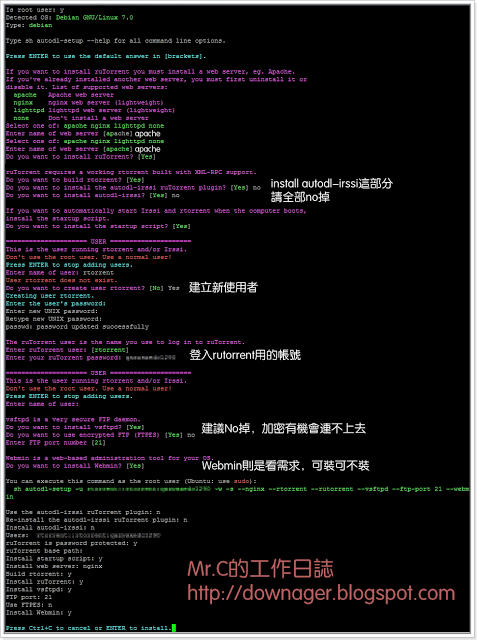 Is root user: y
Detected OS: Debian GNU/Linux 7.0
Type: debian
Type sh autodl-setup --help for all command line options.
Press ENTER to use the default answer in [brackets].
If you want to install ruTorrent you must install a web server, eg. Apache.
If you've already installed another web server, you must first uninstall it or
disable it. List of supported web servers:
apache Apache web server
nginx nginx web server (lightweight)
lighttpd lighttpd web server (lightweight)
none Don't install a web server
Select one of: apache nginx lighttpd none
Enter name of web server [apache] apache
Select one of: apache nginx lighttpd none
Enter name of web server [apache] apache
Do you want to install ruTorrent? [Yes]
ruTorrent requires a working rtorrent built with XML-RPC support.
Do you want to build rtorrent? [Yes]
Do you want to install the autodl-irssi ruTorrent plugin? [Yes] no
Do you want to install autodl-irssi? [Yes] no
install autodl-irssi這部分
請全部no掉
If you want to automatically start Irssi and rtorrent when the computer boots,
install the startup script.
Do you want to install the startup script? [Yes]
===================== USER =====================
This is the user running rtorrent and/or Irssi.
Don't use the root user. Use a normal user!
Press ENTER to stop adding users.
Enter name of user: rtorrent
User rtorrent does not exist.
Do you want to create user rtorrent? [No] Yes 建立新使用者
Creating user rtorrent.
Enter the user's password:
Enter new UNIX password:
Retype new UNIX password:
passwd: password updated successfully
The ruTorrent user is the name you use to log in to ruTorrent.
Enter ruTorrent user: [rtorrent]
Enter your ruTorrent password:
登入rutorrent用的帳號
===================== USER =====================
This is the user running rtorrent and/or Irssi.
Don't use the root user. Use a normal user!
Press ENTER to stop adding users.
Enter name of user:
vsftpd is a very secure FTP daemon.
Do you want to install vsftpd? [Yes]
Do you want to use encrypted FTP (FTPES) [Yes] no
Enter FTP port number [21]
建議No掉，加密有機會連不上去
Webmin is a web-based administration tool for your OS.
Do you want to install Webmin? [Yes]
Webmin則是看需求，可裝可不裝
You can execute this command as the root user (Ubuntu: use sudo):
sh autodl-setup -u -w -s --nginx --rtorrent --rutorrent --vsftpd --ftp-port 21 --webm
in
Use the autodl-irssi ruTorrent plugin: n
Re-install the autodl-irssi ruTorrent plugin: n
Install autodl-irssi: n
Users:
ruTorrent is password protected: y
ruTorrent base path:
Install startup script: y
Install web server: nginx
Build rtorrent: y
Install ruTorrent: y
Install vsftpd: y
FTP port: 21
Use FTPES: n
Install Webmin: y
Mr.C的工作日誌
http://downager.blogspot.com
Press Ctrl+C to cancel or ENTER to install.